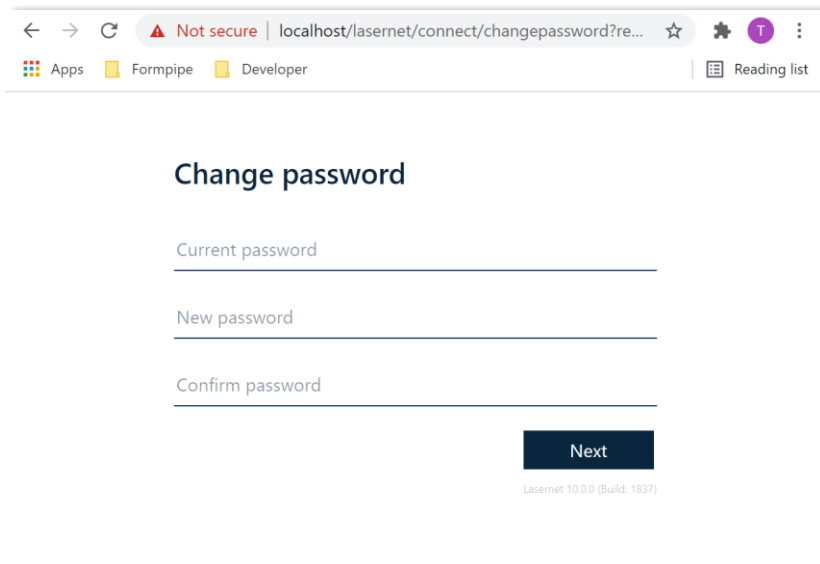 Not secure | localhost/lasernet/connect/changepassword?re...
T
Apps Formpipe Developer Reading list
Change password
Current password
New password
Confirm password
Next
Lasernet 10.0.0 (Build: 1837)